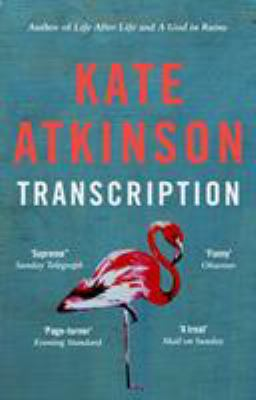 Author of Life After Life and A God in Ruins
KATE
ATKINSON
TRANSCRIPTION
'Supreme'
Sunday Telegraph
'Funny'
Observer
'Page-turner'
Evening Standard
'A treat'
Mail on Sunday